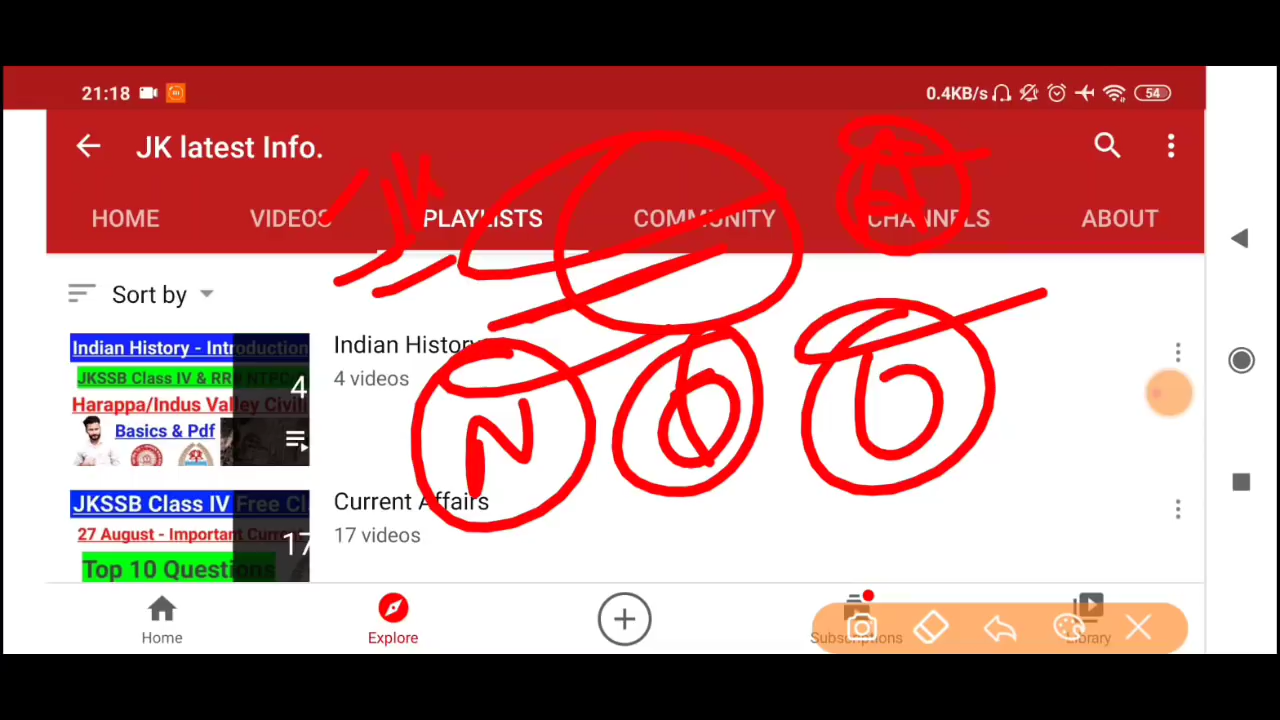 21:18 0.4KB/s 54
JK latest Info.
HOME VIDEOS PLAYLISTS COMMUNITY CHANNELS ABOUT
Sort by
Indian History - Introduction
JKSSB Class IV & RRB NTPC
Harappa/Indus Valley Civili
Basics & Pdf
4
Indian History
4 videos
JKSSB Class IV Free Cl
27 August - Important Curre
Top 10 Questions
17
Current Affairs
17 videos
N
Home Explore Subscriptions Library